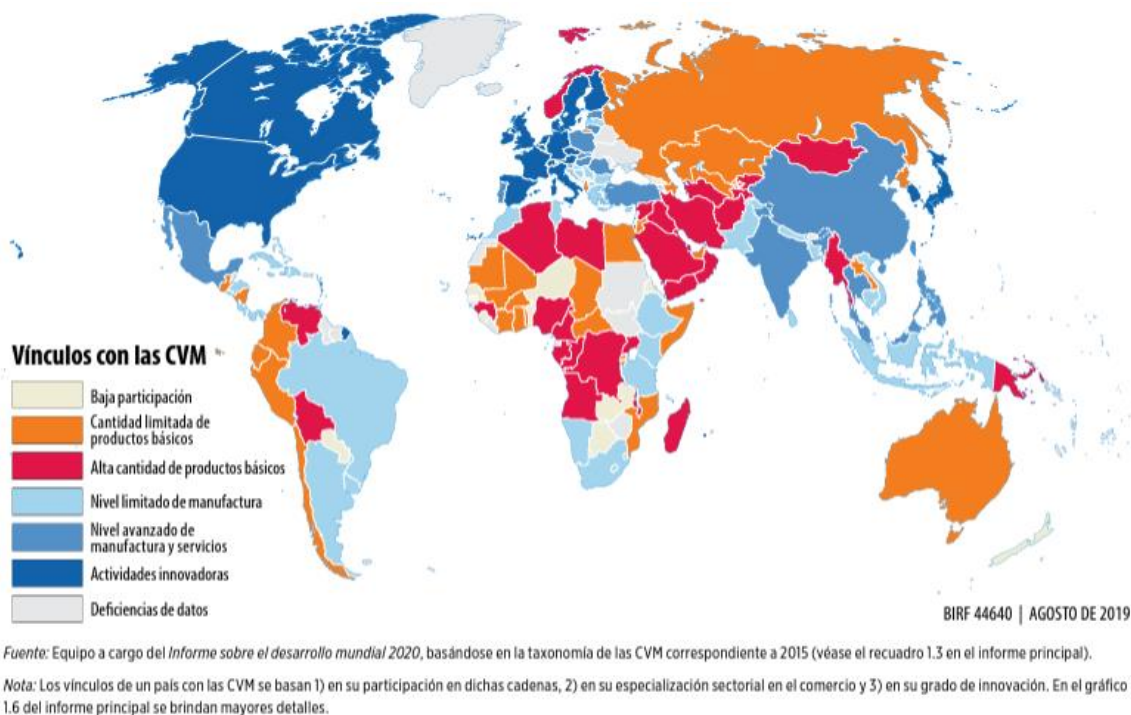 Vínculos con las CVM
Baja participación
Cantidad limitada de
productos básicos
Alta cantidad de productos básicos
Nivel limitado de manufactura
Nivel avanzado de
manufactura y servicios
Actividades innovadoras
Deficiencias de datos
BIRF 44640 | AGOSTO DE 2019
Fuente: Equipo a cargo del Informe sobre el desarrollo mundial 2020, basándose en la taxonomía de las CVM correspondiente a 2015 (véase el recuadro 1.3 en el informe principal).
Nota: Los vínculos de un país con las CVM se basan 1) en su participación en dichas cadenas, 2) en su especialización sectorial en el comercio y 3) en su grado de innovación. En el gráfico
1.6 del informe principal se brindan mayores detalles.